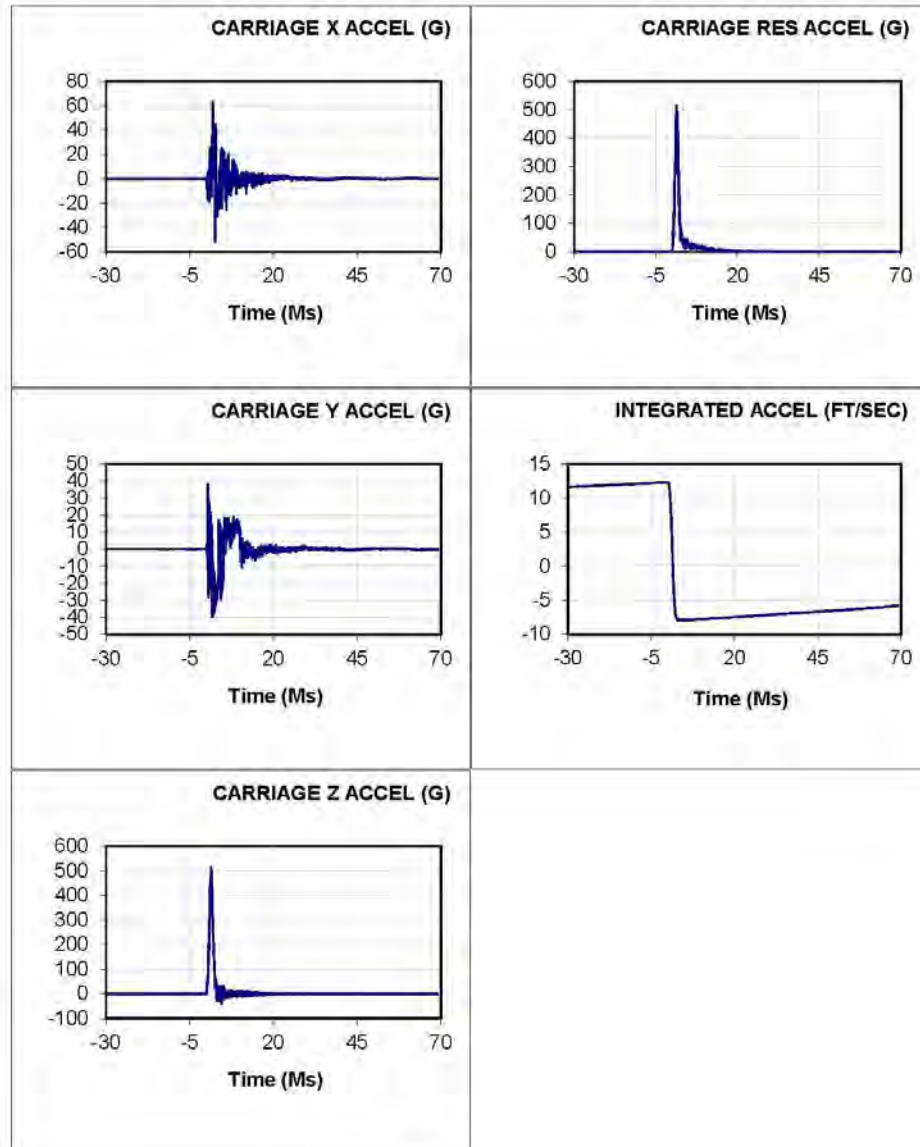 CARRIAGE X ACCEL (G)
80
60
40
20
0
-20
-40
-60
-30 -5 20 45 70
Time (Ms)
CARRIAGE RES ACCEL (G)
600
500
400
300
200
100
0
-30 -5 20 45 70
Time (Ms)
CARRIAGE Y ACCEL (G)
50
40
30
20
10
0
-10
-20
-30
-40
-50
-30 -5 20 45 70
Time (Ms)
INTEGRATED ACCEL (FT/SEC)
15
10
5
0
-5
-10
-30 -5 20 45 70
Time (Ms)
CARRIAGE Z ACCEL (G)
600
500
400
300
200
100
0
-100
-30 -5 20 45 70
Time (Ms)